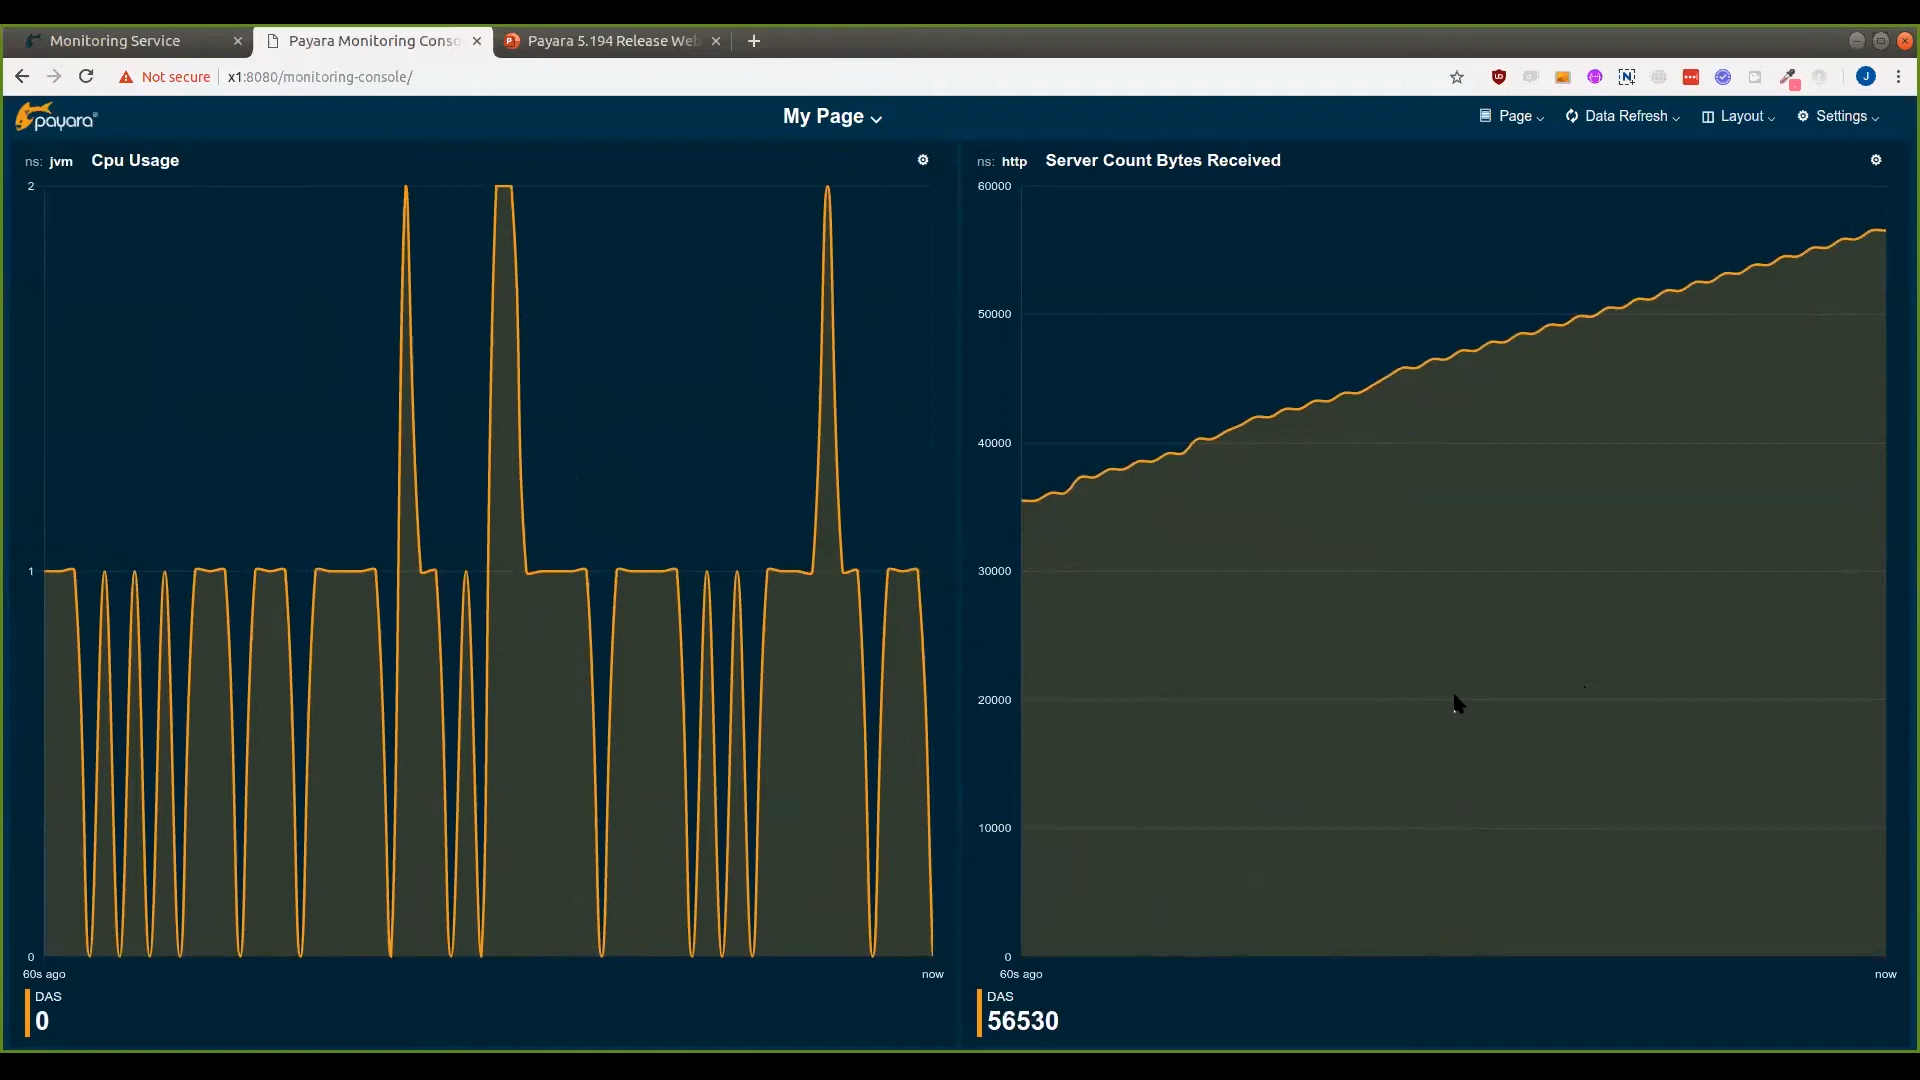 Monitoring Service
Payara Monitoring Conso
Payara 5.194 Release Web
Not secure
x1:8080/monitoring-console/
J
payara
My Page
Page
Data Refresh
Layout
Settings
ns: jvm Cpu Usage
2
1
0
60s ago
now
DAS
0
ns: http Server Count Bytes Received
60000
50000
40000
30000
20000
10000
0
60s ago
now
DAS
56530